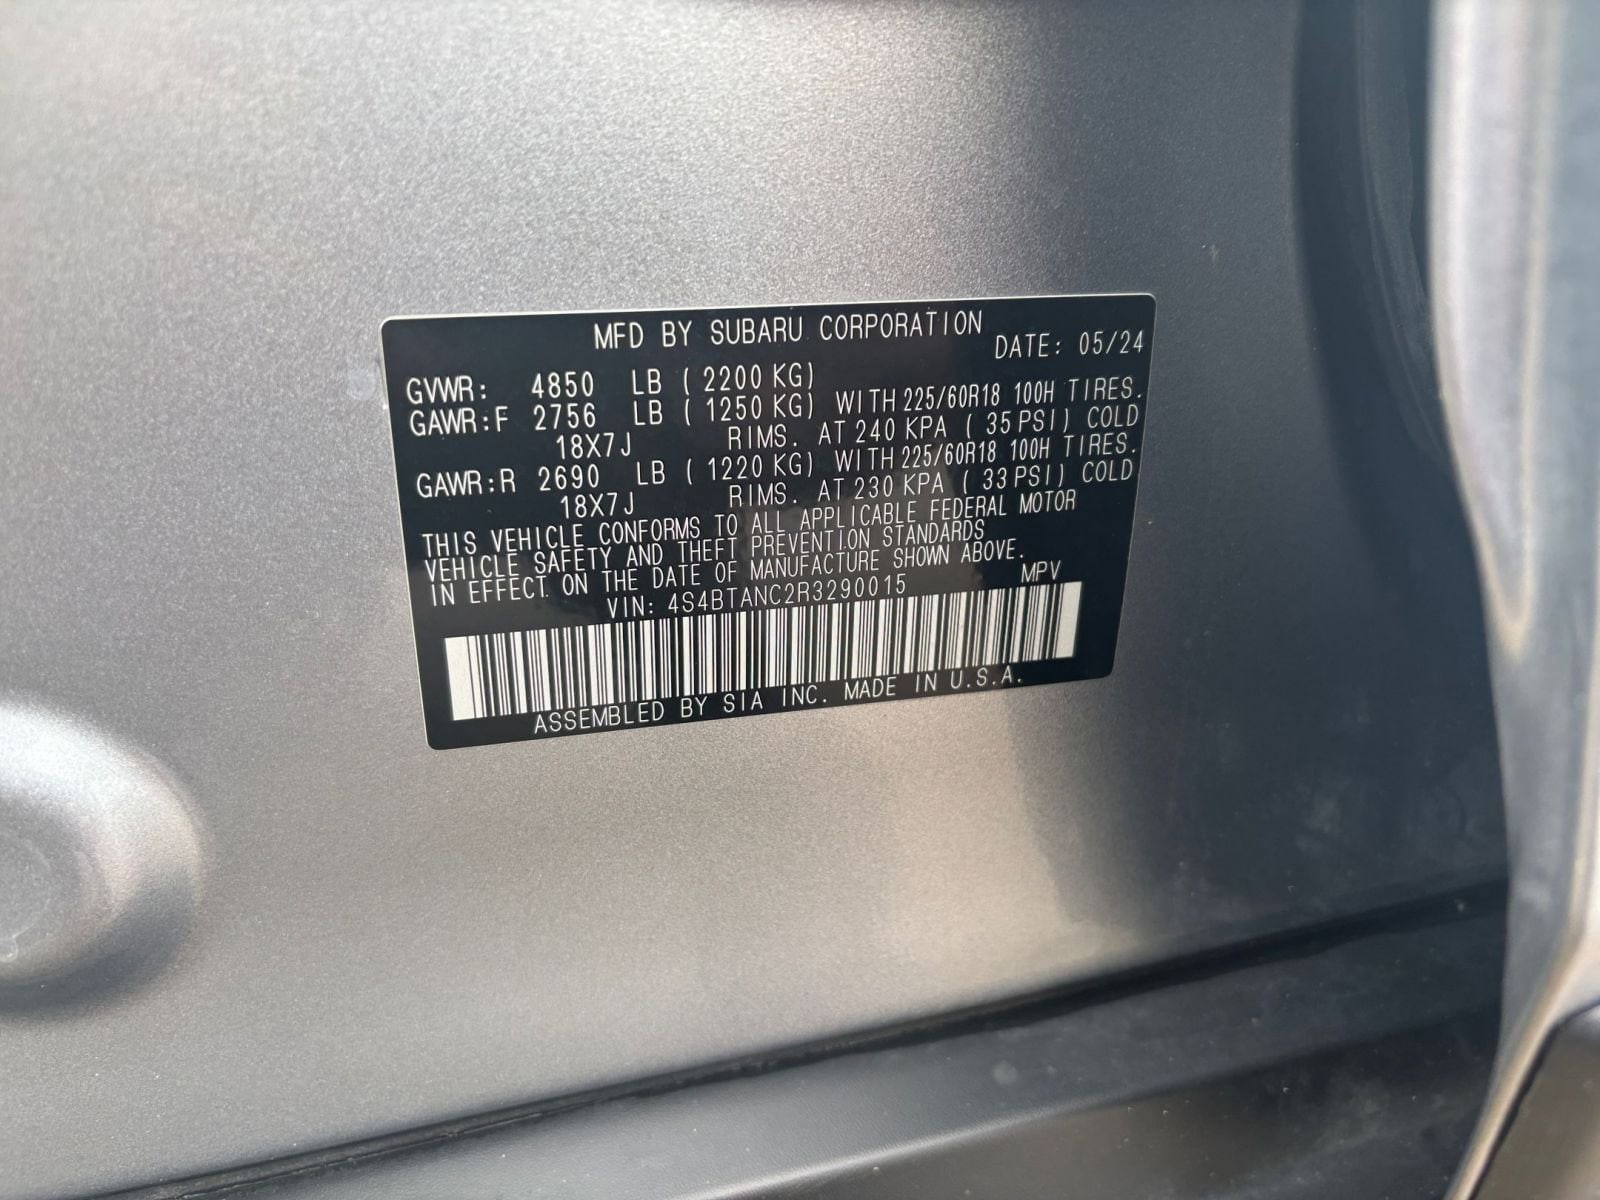 MFD BY SUBARU CORPORATION
DATE: 05/24
GVWR: 4850 LB (2200 KG)
GAWR:F 2756 LB (1250 KG) WITH 225/60R18 100H TIRES.
18X7J RIMS. AT 240 KPA (35 PSI) COLD
GAWR:R 2690 LB (1220 KG) WITH 225/60R18 100H TIRES.
18X7J RIMS. AT 230 KPA (33 PSI) COLD
THIS VEHICLE CONFORMS TO ALL APPLICABLE FEDERAL MOTOR
VEHICLE SAFETY AND THEFT PREVENTION STANDARDS
IN EFFECT ON THE DATE OF MANUFACTURE SHOWN ABOVE.
VIN: 4S4BTANC2R3290015 MPV
ASSEMBLED BY SIA INC. MADE IN U.S.A.